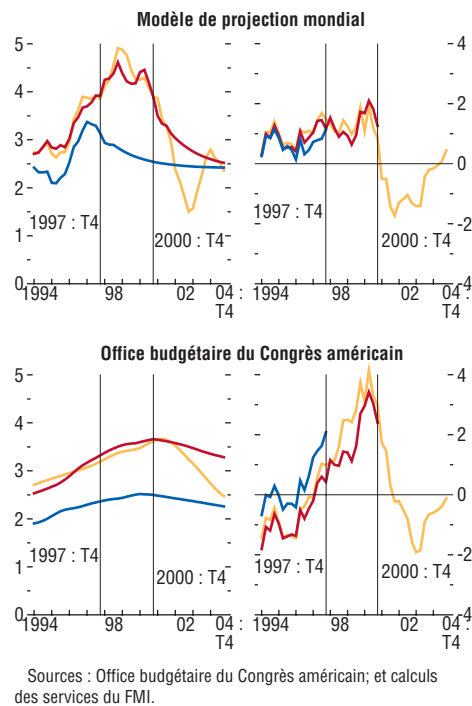 Modèle de projection mondial
5
4
3
2
1
0
1997 : T4
2000 : T4
1994 98 02 04 :
T4
4
2
0
-2
-4
1997 : T4
2000 : T4
1994 98 02 04 :
T4
Office budgétaire du Congrès américain
5
4
3
2
1
0
1997 : T4
2000 : T4
1994 98 02 04 :
T4
4
2
0
-2
-4
1997 : T4
2000 : T4
1994 98 02 04 :
T4
Sources : Office budgétaire du Congrès américain; et calculs
des services du FMI.